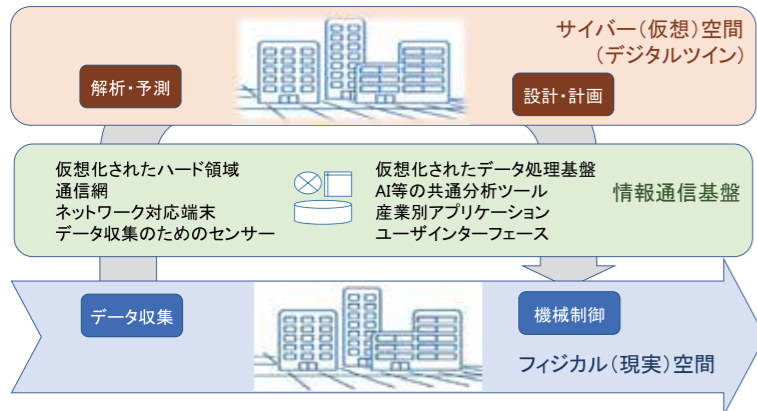 サイバー（仮想）空間
（デジタルツイン）
解析・予測
設計・計画
仮想化されたハード領域
通信網
ネットワーク対応端末
データ収集のためのセンサー
仮想化されたデータ処理基盤
AI等の共通分析ツール
産業別アプリケーション
ユーザインターフェース
情報通信基盤
データ収集
機械制御
フィジカル（現実）空間